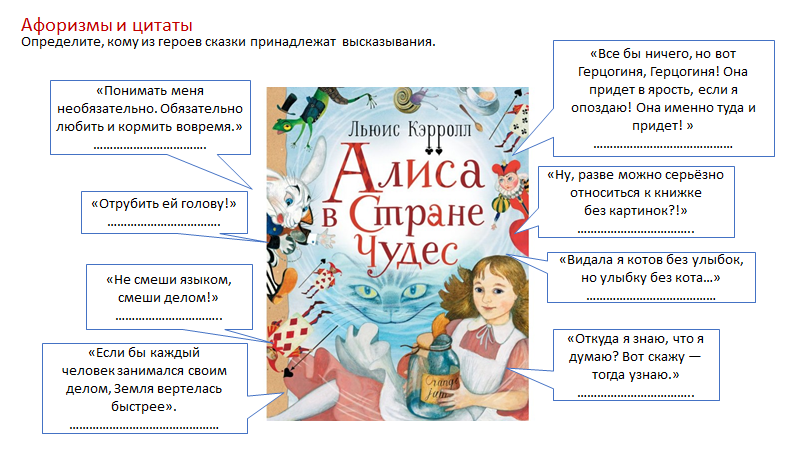 Афоризмы и цитаты
Определите, кому из героев сказки принадлежат высказывания.
«Понимать меня
необязательно. Обязательно
любить и кормить вовремя.»
…………………………….
«Отрубить ей голову!»
…………………………….
«Не смеши языком,
смеши делом!»
…………………………..
«Если бы каждый
человек занимался своим
делом, Земля вертелась
быстрее».
………………………………………
Льюис Кэрролл
Алиса
в Стране
Чудес
Orange
Jam
«Все бы ничего, но вот
Герцогиня, Герцогиня! Она
придет в ярость, если я
опоздаю! Она именно туда и
придет! »
……………………………………
«Ну, разве можно серьёзно
относиться к книжке
без картинок?!»
……………………………..
«Видала я котов без улыбок,
но улыбку без кота…»
…………………………………
«Откуда я знаю, что я
думаю? Вот скажу —
тогда узнаю.»
……………………………..